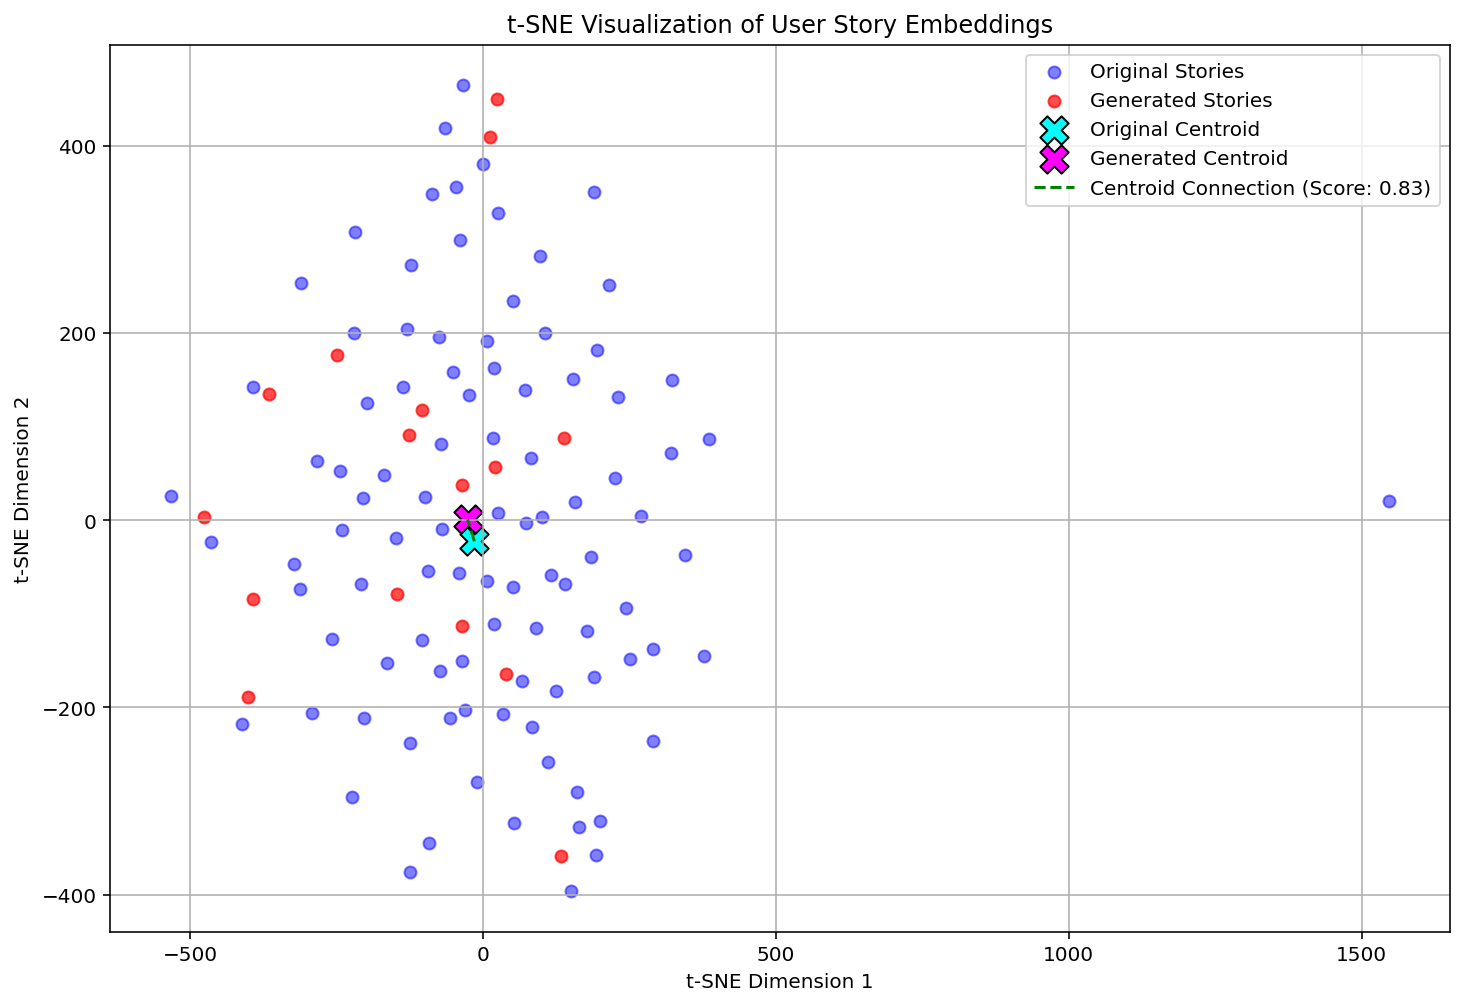 t-SNE Visualization of User Story Embeddings
Original Stories
Generated Stories
Original Centroid
Generated Centroid
Centroid Connection (Score: 0.83)
t-SNE Dimension 2
400
200
0
−200
−400
−500
0
500
1000
1500
t-SNE Dimension 1